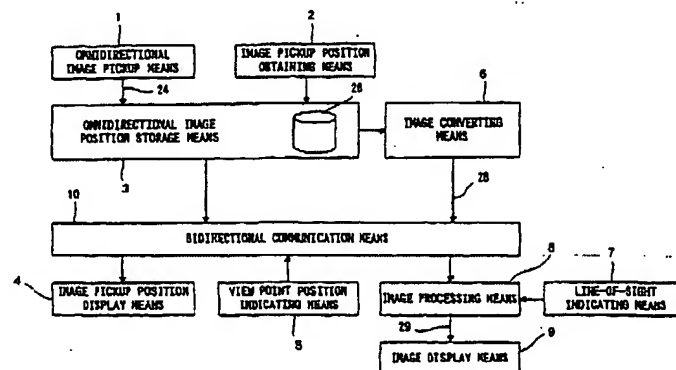 1
2
OMNIDIRECTIONAL
IMAGE PICKUP MEANS
IMAGE PICKUP POSITION
OBTAINING MEANS
24
26
6
OMNIDIRECTIONAL IMAGE
POSITION STORAGE MEANS
IMAGE CONVERTING
MEANS
3
28
10
BIDIRECTIONAL COMMUNICATION MEANS
8
7
4
IMAGE PICKUP POSITION
DISPLAY MEANS
VIEW POINT POSITION
INDICATING MEANS
IMAGE PROCESSING MEANS
LINE-OF-SIGHT
INDICATING MEANS
5
29
9
IMAGE DISPLAY MEANS